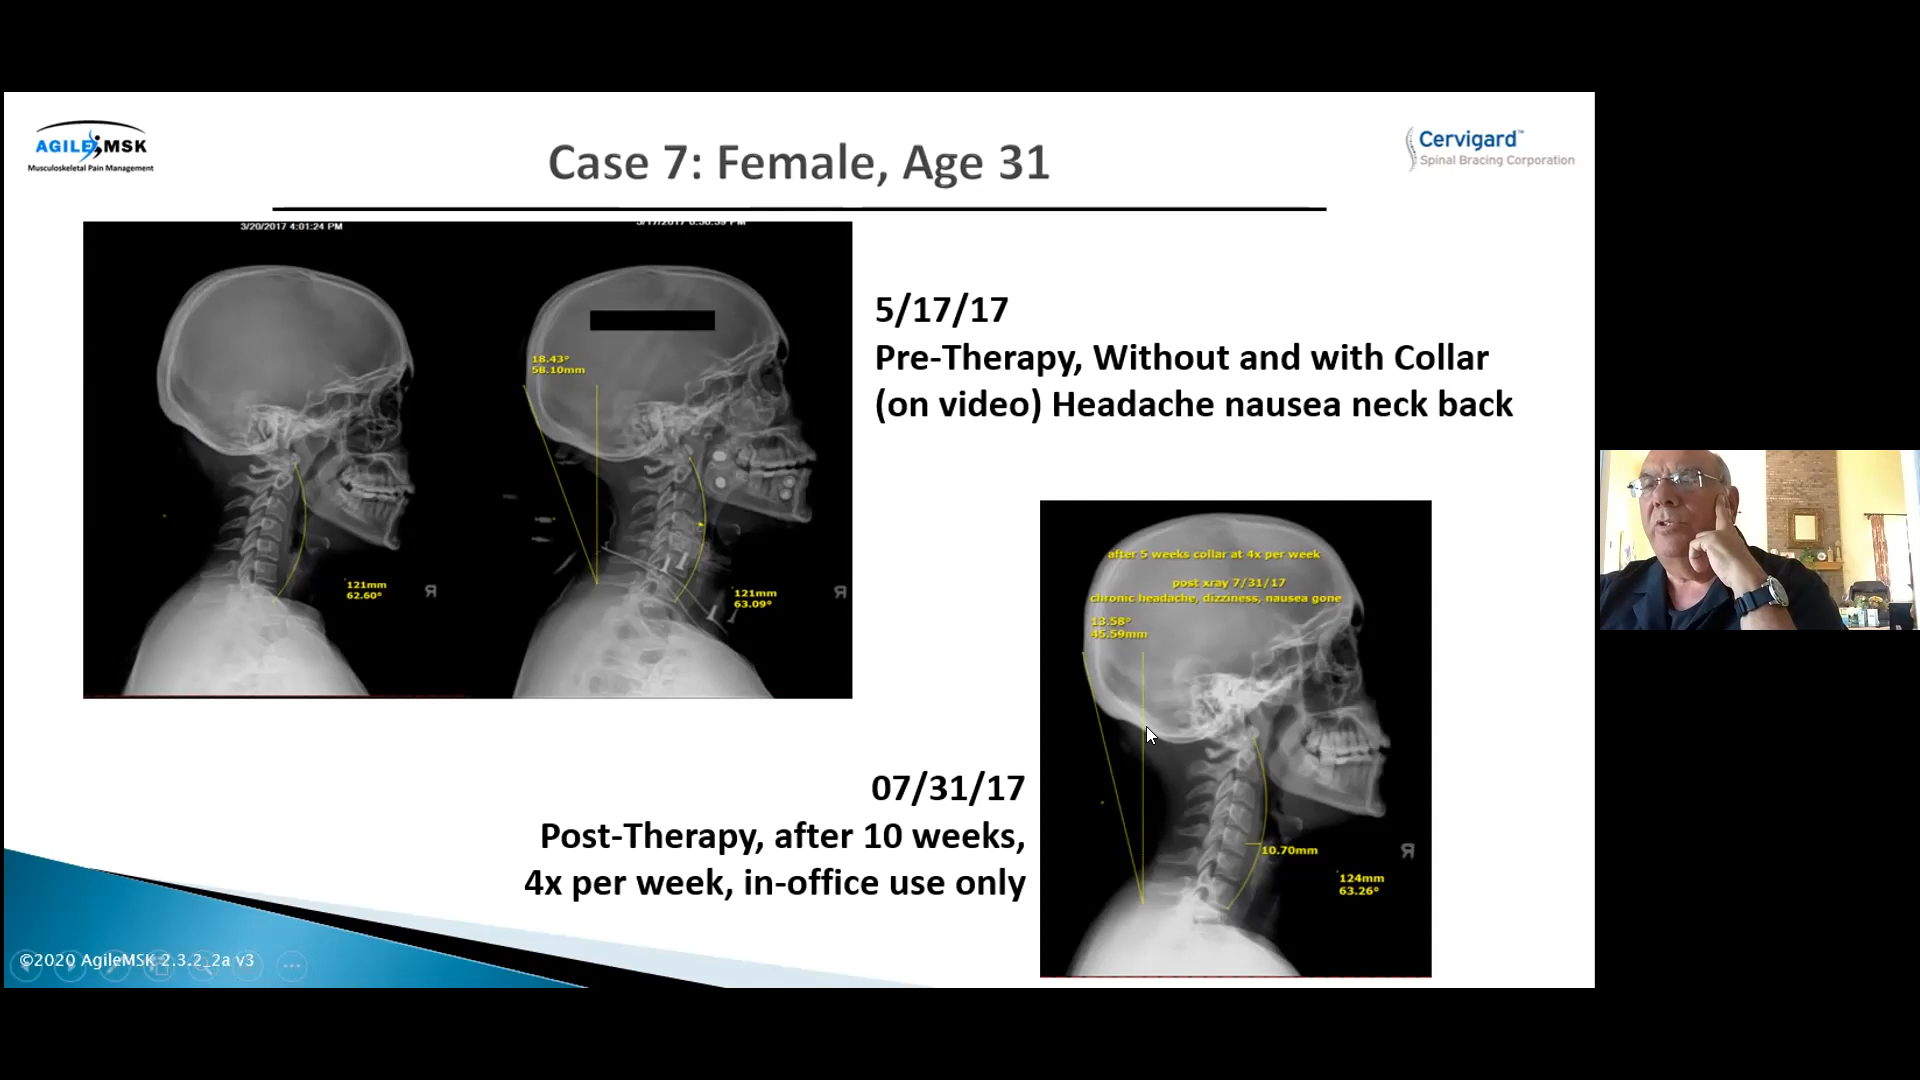 AGILE MSK
Musculoskeletal Pain Management
Case 7: Female, Age 31
Cervigard™
Spinal Bracing Corporation
3/20/2017 4:01:24 PM
18.43°
58.10mm
121mm
62.60°
R
121mm
63.09°
R
5/17/17
Pre-Therapy, Without and with Collar
(on video) Headache nausea neck back
07/31/17
Post-Therapy, after 10 weeks,
4x per week, in-office use only
after 5 weeks collar at 4x per week
post xray 7/31/17
chronic headache, dizziness, nausea gone
13.58°
45.59mm
10.70mm
124mm
63.26°
R
©2020 AgileMSK 2.3.2_2a v3